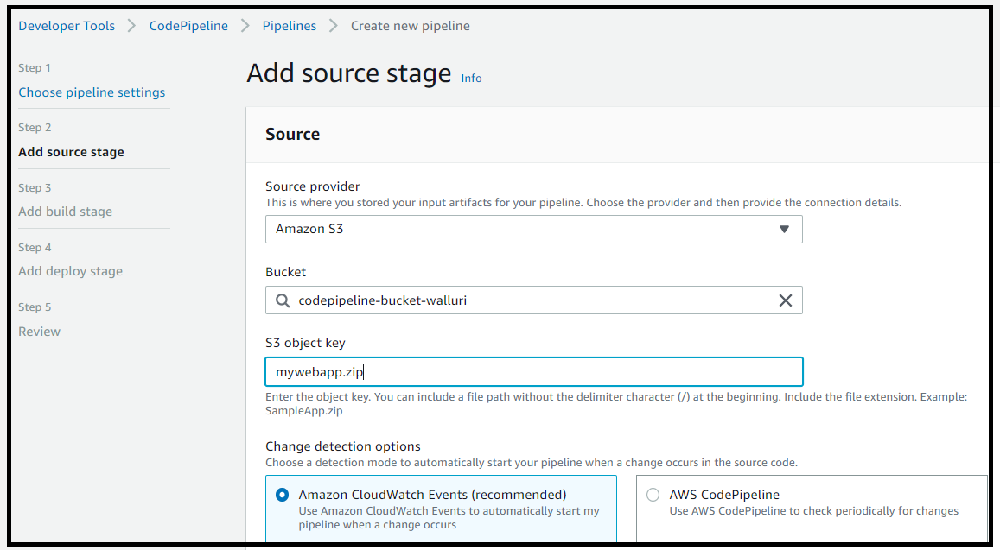 Developer Tools > CodePipeline > Pipelines > Create new pipeline
Step 1
Choose pipeline settings
Step 2
Add source stage
Step 3
Add build stage
Step 4
Add deploy stage
Step 5
Review
Add source stage Info
Source
Source provider
This is where you stored your input artifacts for your pipeline. Choose the provider and then provide the connection details.
Amazon S3
Bucket
codepipeline-bucket-walluri
S3 object key
mywebapp.zip
Enter the object key. You can include a file path without the delimiter character (/) at the beginning. Include the file extension. Example:
SampleApp.zip
Change detection options
Choose a detection mode to automatically start your pipeline when a change occurs in the source code.
Amazon CloudWatch Events (recommended)
Use Amazon CloudWatch Events to automatically start my
pipeline when a change occurs
AWS CodePipeline
Use AWS CodePipeline to check periodically for changes